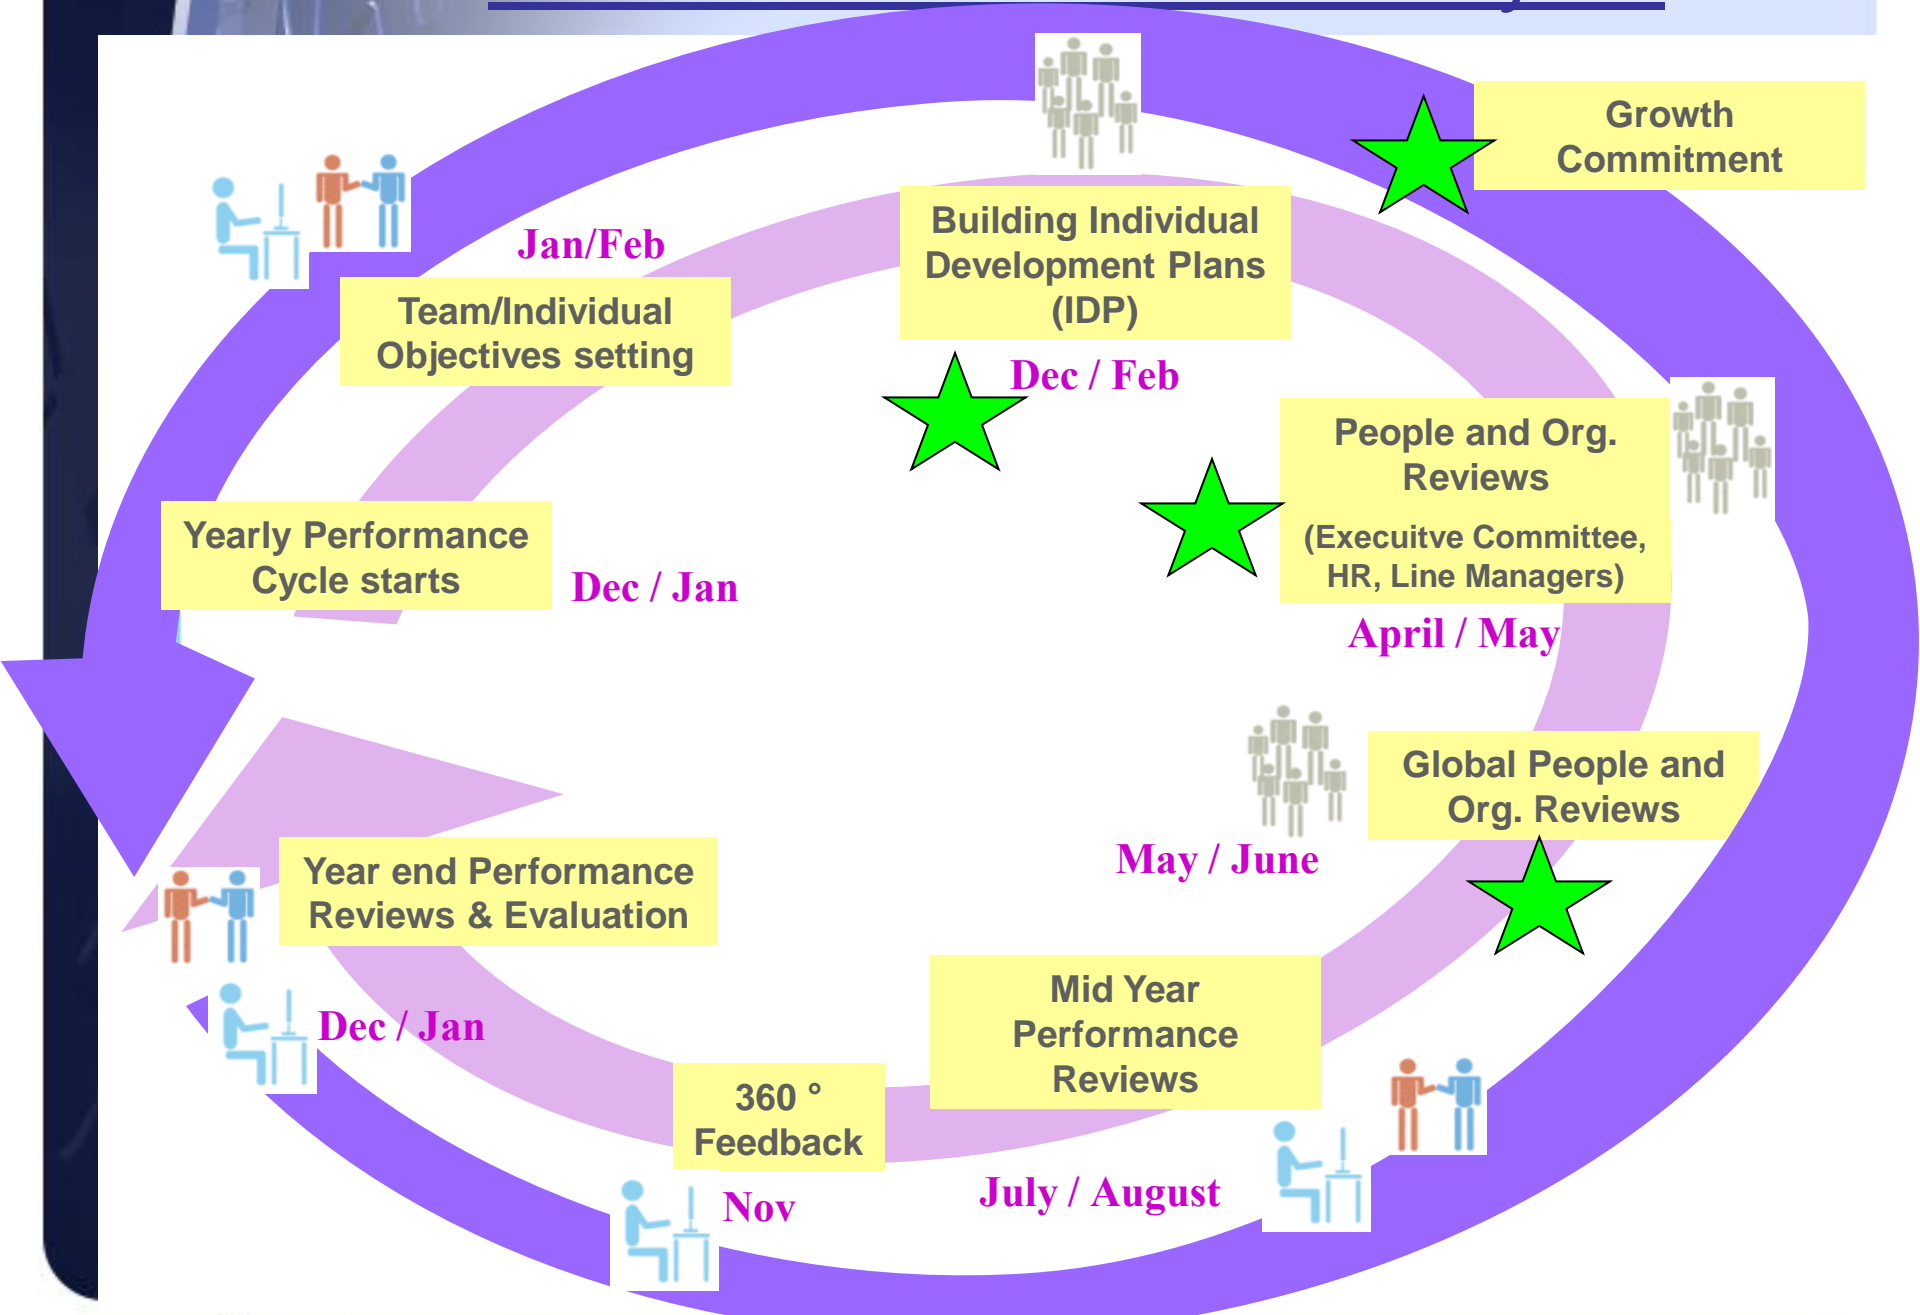 Growth
Commitment
Building Individual
Development Plans
(IDP)
Dec / Feb
Jan/Feb
Team/Individual
Objectives setting
People and Org.
Reviews
(Execuitve Committee,
HR, Line Managers)
April / May
Yearly Performance
Cycle starts
Dec / Jan
Global People and
Org. Reviews
May / June
Year end Performance
Reviews & Evaluation
Dec / Jan
Mid Year
Performance
Reviews
July / August
360 °
Feedback
Nov